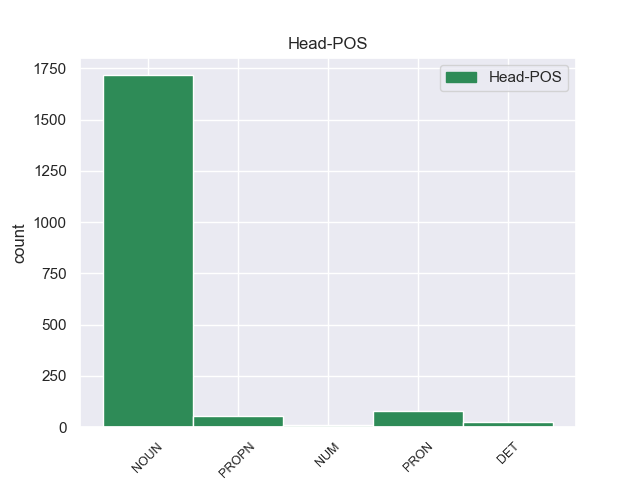 Head-POS
Head-POS
count
1750
1500
1250
1000
750
500
250
0
NOUN
PROPN
NUM
PRON
DET